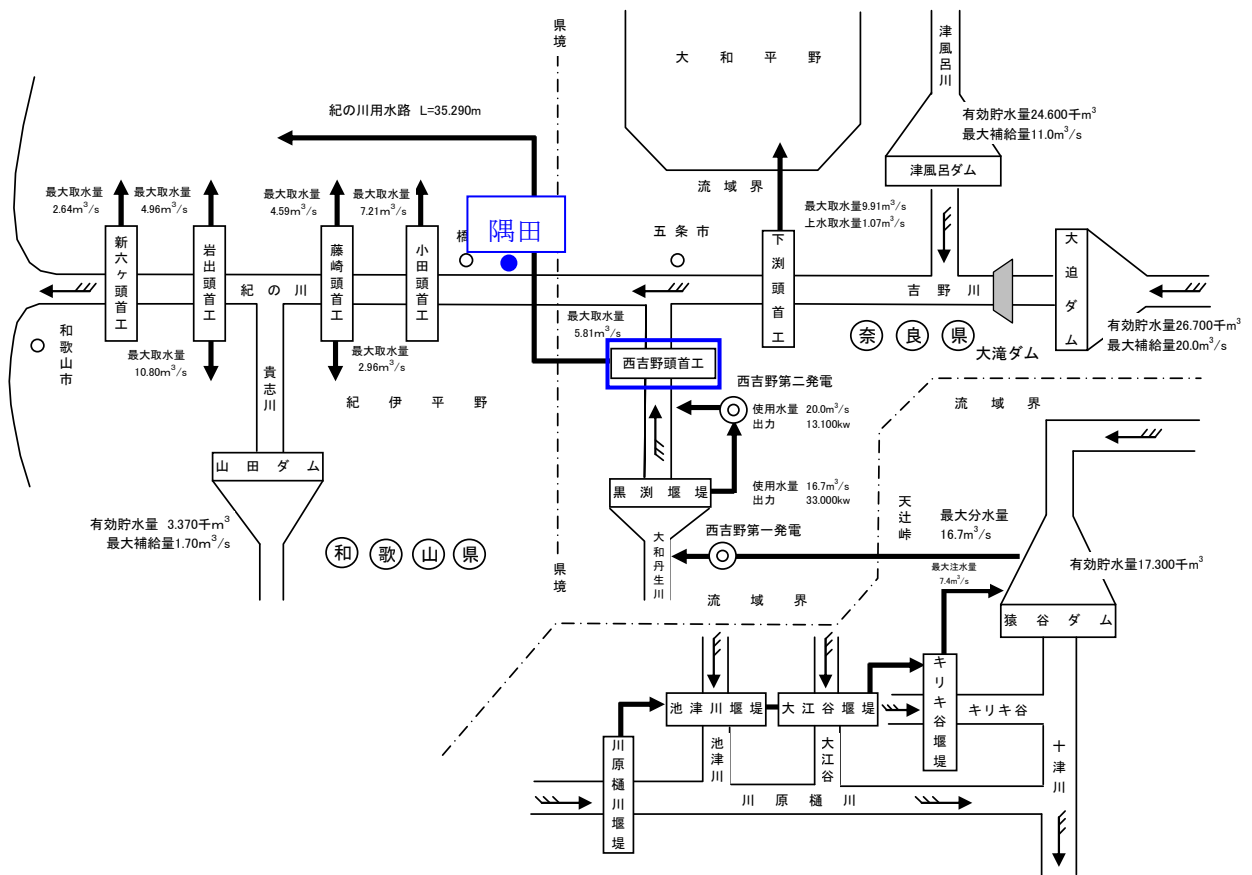 県境
大和平野
津風呂川
有効貯水量24.600千m³
最大補給量11.0m³/s
紀の川用水路 L=35.290m
津風呂ダム
流域界
最大取水量
2.64m³/s
最大取水量
4.96m³/s
最大取水量
4.59m³/s
最大取水量
7.21m³/s
最大取水量9.91m³/s
上水取水量1.07m³/s
隅田
橋
五条市
新六ヶ頭首工
岩出頭首工
藤崎頭首工
小田頭首工
下渕頭首工
大迫ダム
紀の川
吉野川
和歌山市
最大取水量
10.80m³/s
最大取水量
2.96m³/s
最大取水量
5.81m³/s
奈良県
大滝ダム
有効貯水量26.700千m³
最大補給量20.0m³/s
西吉野頭首工
貴志川
紀伊平野
西吉野第二発電
使用水量 20.0m³/s
出力 13.100kw
流域界
山田ダム
黒渕堰堤
使用水量 16.7m³/s
出力 33.000kw
有効貯水量 3.370千m³
最大補給量1.70m³/s
和歌山県
県境
大和丹生川
西吉野第一発電
天辻峠
最大分水量
16.7m³/s
最大注水量
7.4m³/s
有効貯水量17.300千m³
流域界
猿谷ダム
池津川堰堤
大江谷堰堤
キリキ谷堰堤
キリキ谷
川原樋川堰堤
池津川
大江谷
川原樋川
十津川